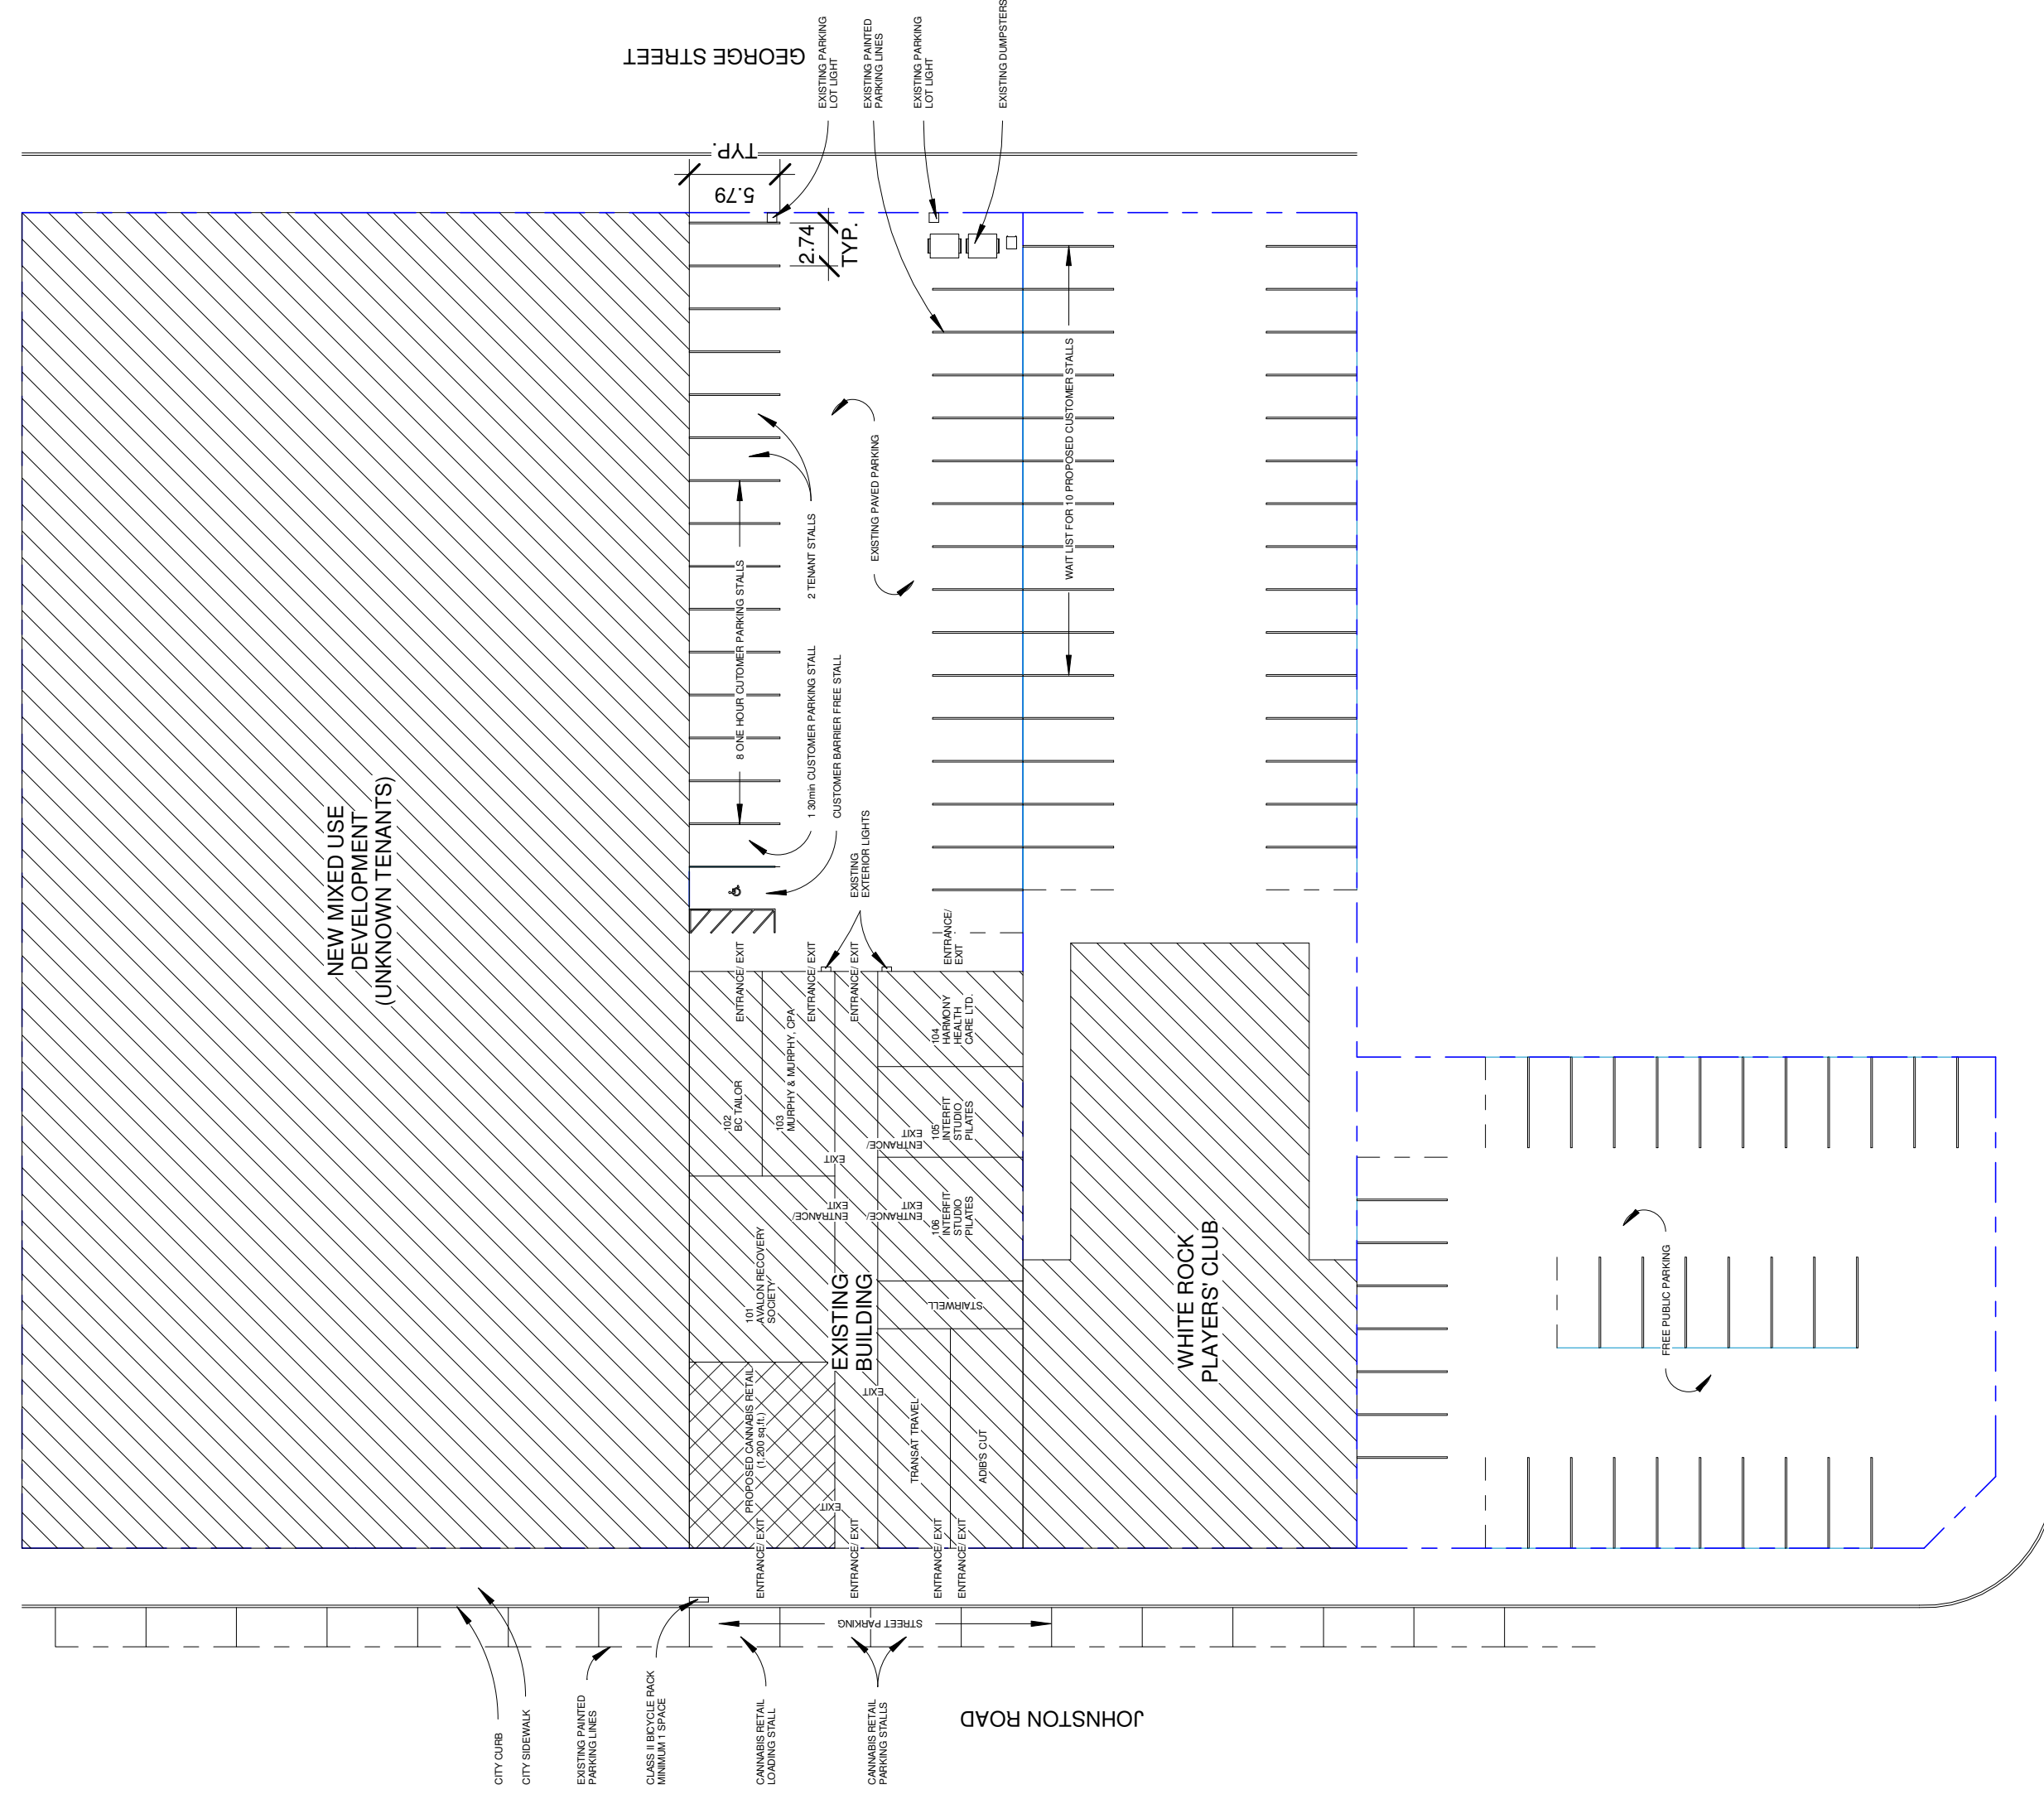 GEORGE STREET
EXISTING PARKING
LOT LIGHT
EXISTING PAINTED
PARKING LINES
EXISTING PARKING
LOT LIGHT
EXISTING DUMPSTERS
TYP.
5.79
2.74
TYP.
WAIT LIST FOR 10 PROPOSED CUSTOMER STALLS
EXISTING PAVED PARKING
2 TENANT STALLS
8 ONE HOUR CUTOMER PARKING STALLS
1 30min CUSTOMER PARKING STALL
CUSTOMER BARRIER FREE STALL
EXISTING
EXTERIOR LIGHTS
NEW MIXED USE
DEVELOPMENT
(UNKNOWN TENANTS)
ENTRANCE/ EXIT
ENTRANCE/ EXIT
ENTRANCE/ EXIT
ENTRANCE/
EXIT
102
BC TAILOR
103
MURPHY & MURPHY, CPA
104
HARMONY
HEALTH
CARE LTD.
105
INTERFIT
STUDIO
PILATES
ENTRANCE/
EXIT
EXIT
ENTRANCE/
EXIT
ENTRANCE/
EXIT
106
INTERFIT
STUDIO
PILATES
101
AVALON RECOVERY
SOCIETY
EXISTING
BUILDING
STAIRWELL
WHITE ROCK
PLAYERS' CLUB
FREE PUBLIC PARKING
PROPOSED CANNABIS RETAIL
(1,200 sq.ft.)
EXIT
EXIT
TRANSAT TRAVEL
ADIB'S CUT
ENTRANCE/ EXIT
ENTRANCE/ EXIT
ENTRANCE/ EXIT
ENTRANCE/ EXIT
STREET PARKING
CITY CURB
CITY SIDEWALK
EXISTING PAINTED
PARKING LINES
CLASS II BICYCLE RACK
MINIMUM 1 SPACE
CANNABIS RETAIL
LOADING STALL
CANNABIS RETAIL
PARKING STALLS
JOHNSTON ROAD